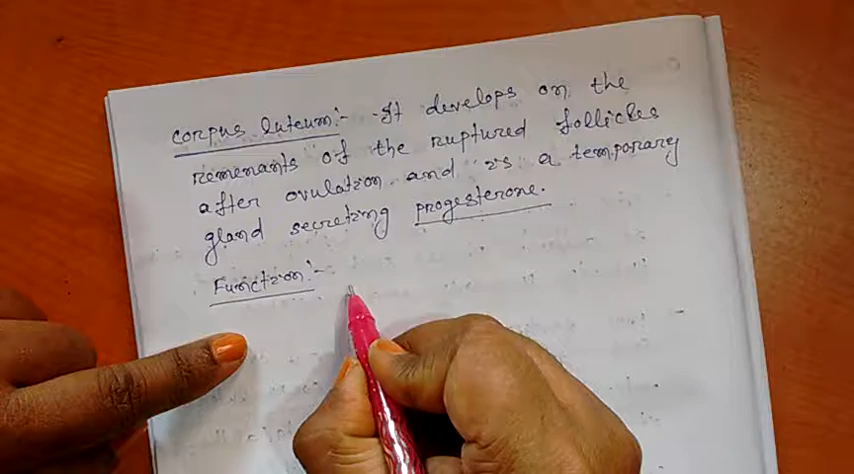 Corpus luteum:- It develops on the
remenants of the ruptured follicles
after ovulation and is a temporary
gland secreting progesterone.
Function:-